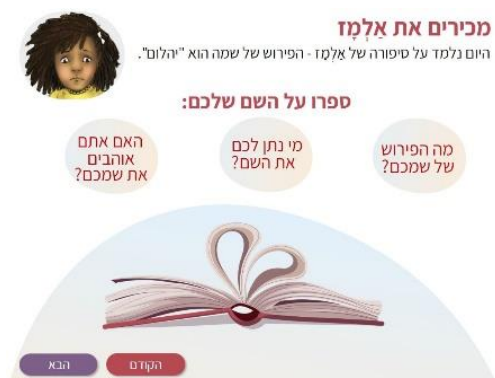 מכירים את אַלְמָז
היום נלמד על סיפורה של אַלְמָז - הפירוש של שמה הוא "יהלום".
ספרו על השם שלכם:
מה הפירוש
של שמכם?
מי נתן לכם
את השם?
האם אתם
אוהבים
את שמכם?
הקודם
הבא